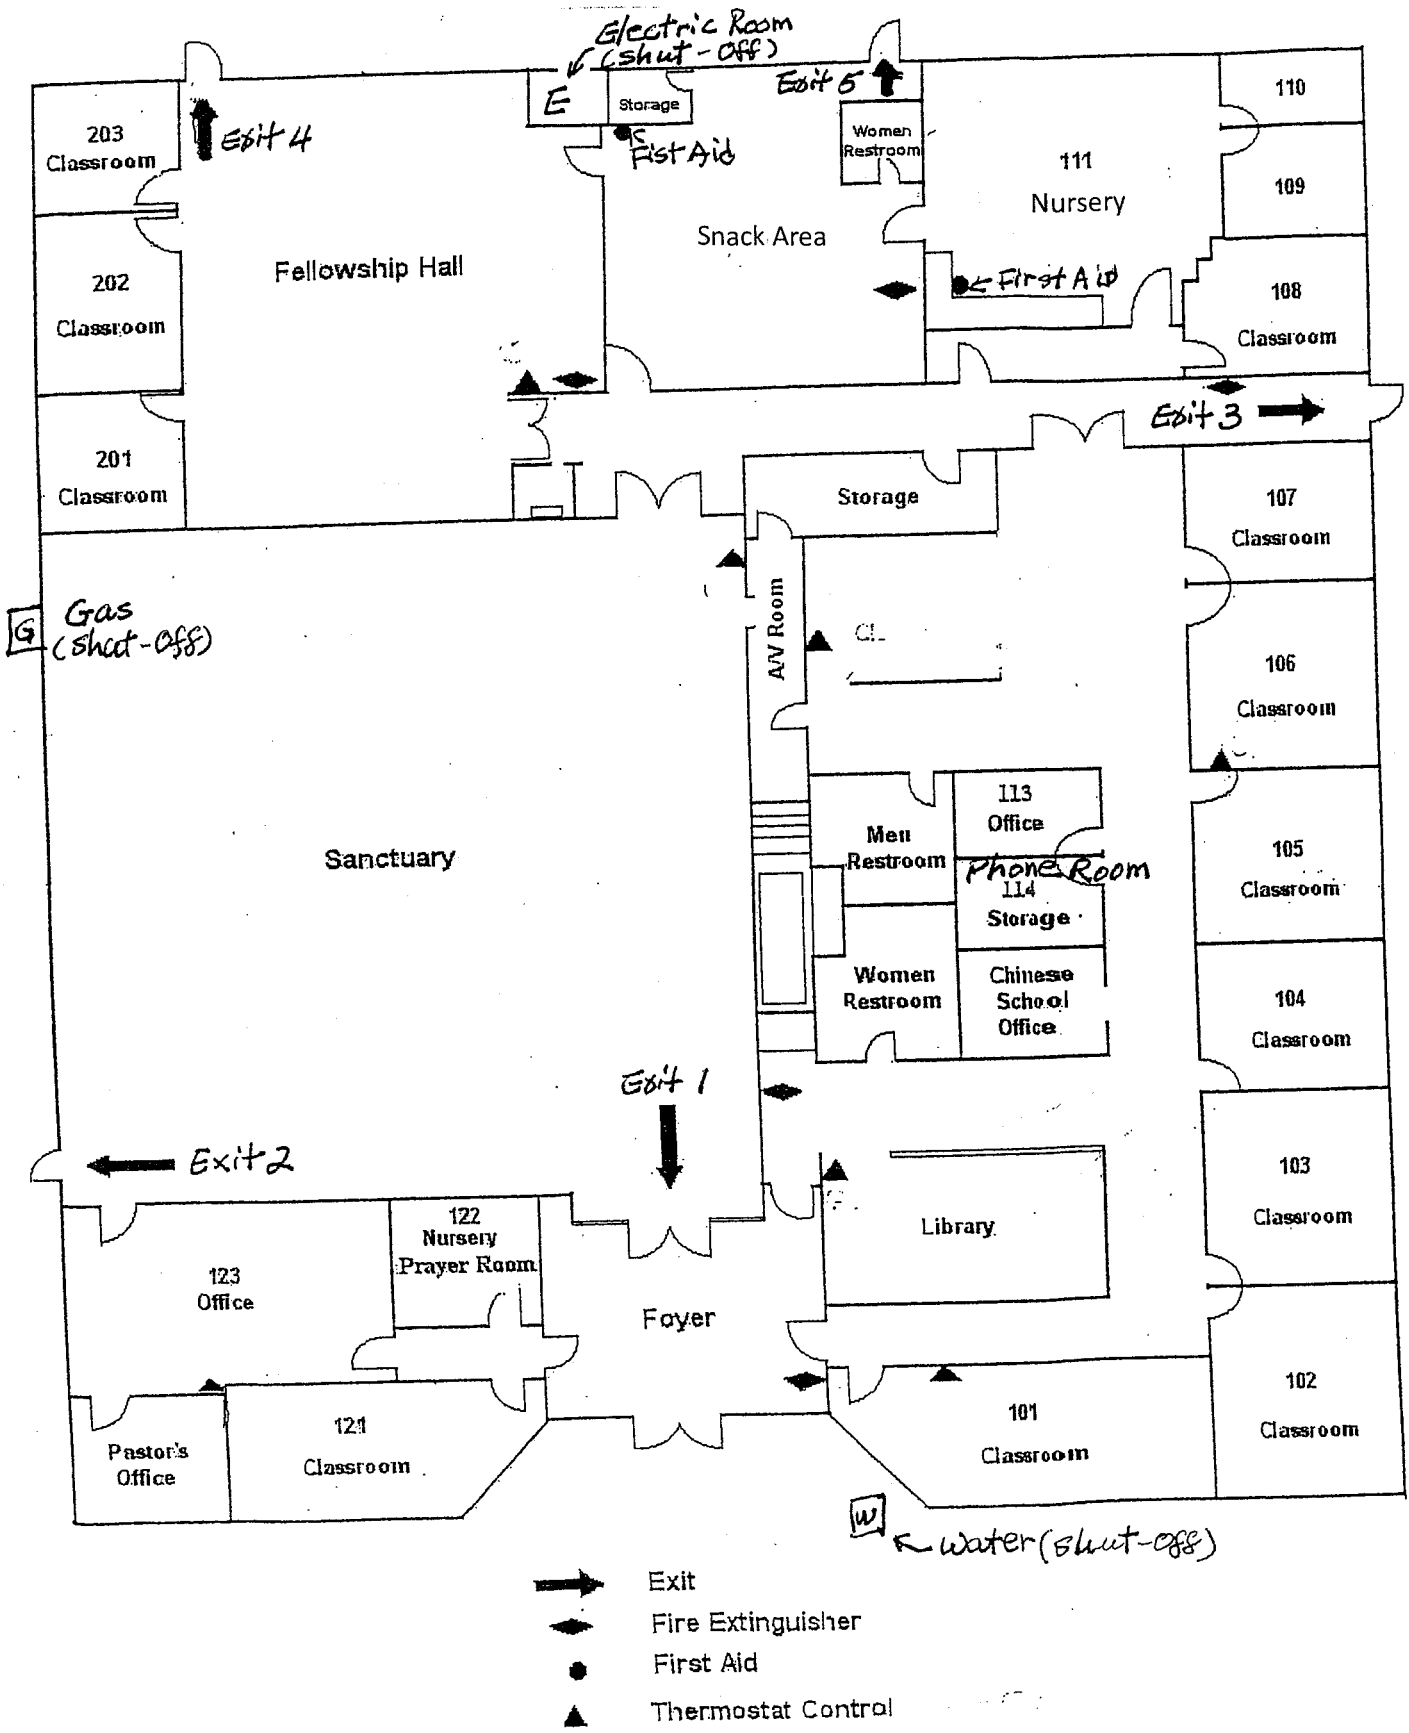 Electric Room
(shut-off)
E
Storage
Fist Aid
Exit 5
Women
Restroom
110
203
Classroom
Exit 4
111
Nursery
109
Snack Area
Fellowship Hall
202
Classroom
First Aid
108
Classroom
Exit 3
201
Classroom
Storage
107
Classroom
G
Gas
(shut-off)
A/V Room
106
Classroom
Sanctuary
Men
Restroom
113
Office
Phone Room
114
Storage
105
Classroom
Women
Restroom
Chinese
School
Office
104
Classroom
Exit 1
Exit 2
103
Classroom
Library
122
Nursery
Prayer Room
123
Office
Foyer
102
Classroom
101
Classroom
121
Classroom
Pastor's
Office
W
Water (shut-off)
Exit
Fire Extinguisher
First Aid
Thermostat Control